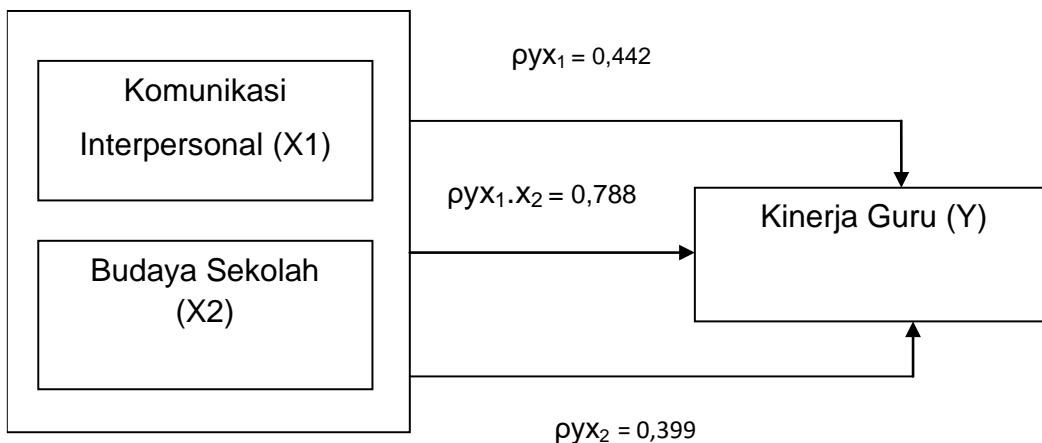 ρyx₁ = 0,442
Komunikasi
Interpersonal (X1)
ρyx₁.x₂ = 0,788
Kinerja Guru (Y)
Budaya Sekolah
(X2)
ρyx₂ = 0,399